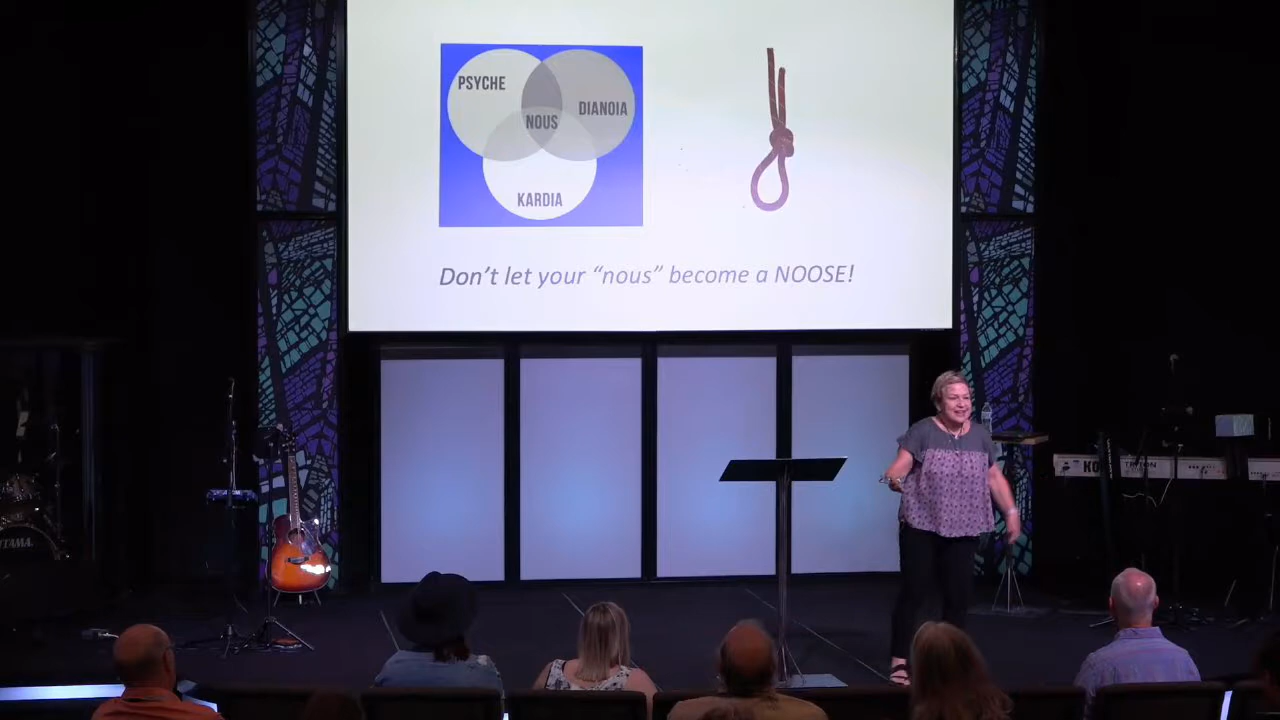 PSYCHE
DIANOIA
NOUS
KARDIA
Don't let your “nous” become a NOOSE!
KO
TRITON
TAMA